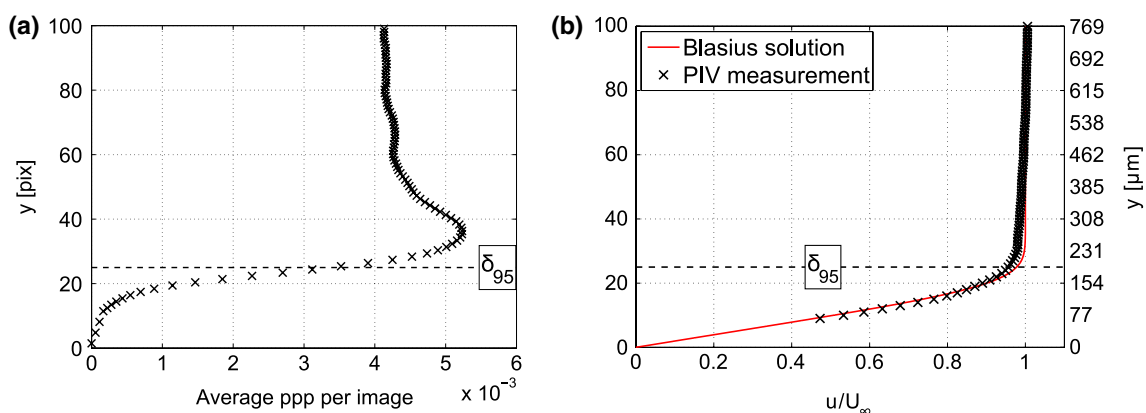 (a)
100
80
60
40
20
0
y [pix]
δ95
0 1 2 3 4 5 6
Average ppp per image
x 10^-3
(b)
Blasius solution
PIV measurement
100
80
60
40
20
0
δ95
769
692
615
538
462
385
308
231
154
77
0
y [µm]
0 0.2 0.4 0.6 0.8 1
u/U∞